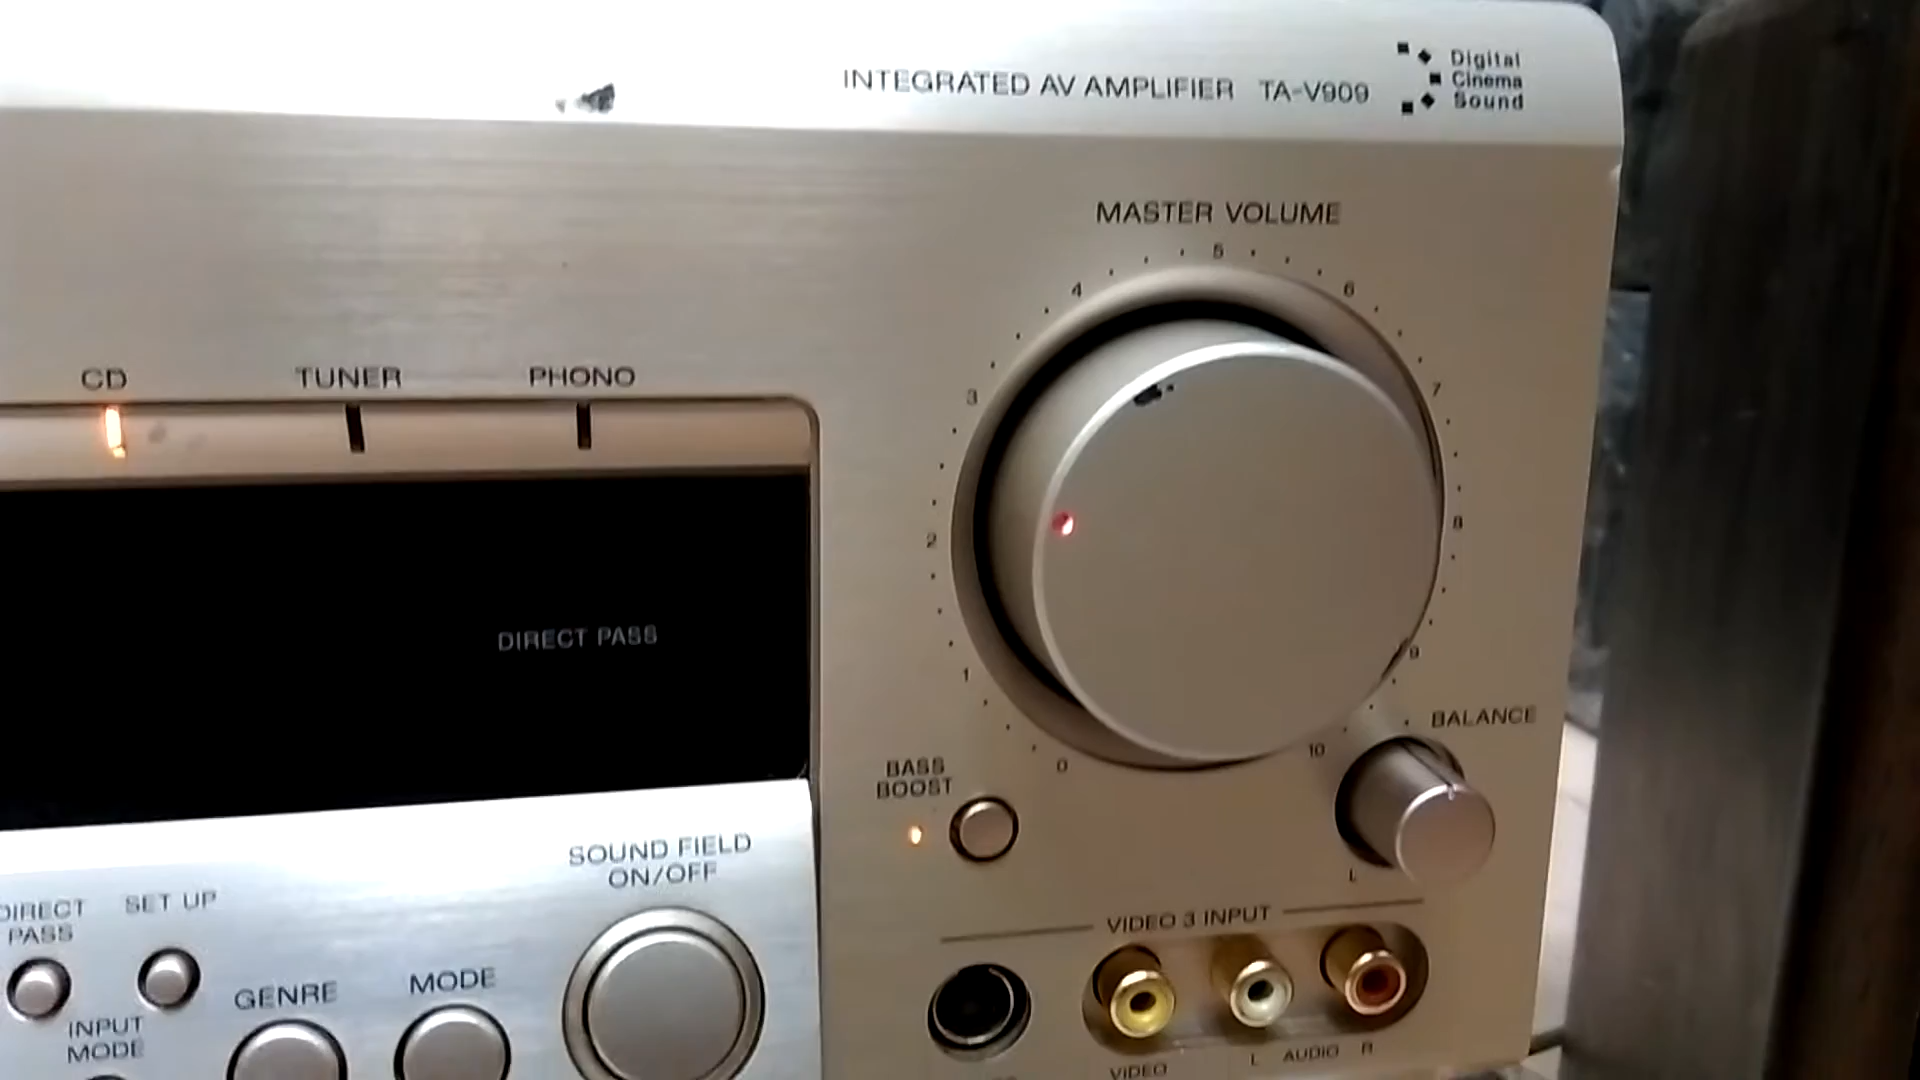 INTEGRATED AV AMPLIFIER TA-V909
Digital
Cinema
Sound
MASTER VOLUME
0
1
2
3
4
5
6
7
8
9
10
CD
TUNER
PHONO
DIRECT PASS
BASS
BOOST
BALANCE
L
SOUND FIELD
ON/OFF
DIRECT
PASS
SET UP
GENRE
MODE
INPUT
MODE
VIDEO 3 INPUT
VIDEO
L AUDIO R